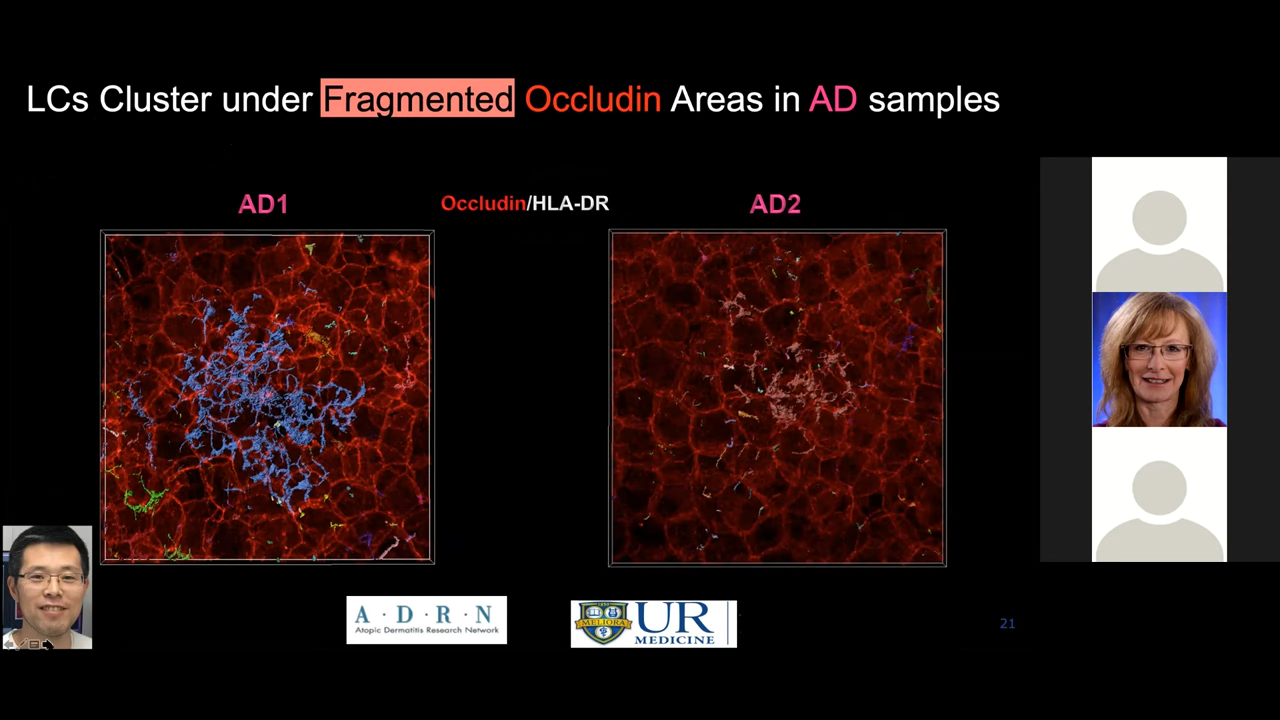 LCs Cluster under Fragmented Occludin Areas in AD samples
AD1
Occludin/HLA-DR
AD2
A·D·R·N
Atopic Dermatitis Research Network
MELIORA
UR
MEDICINE
21